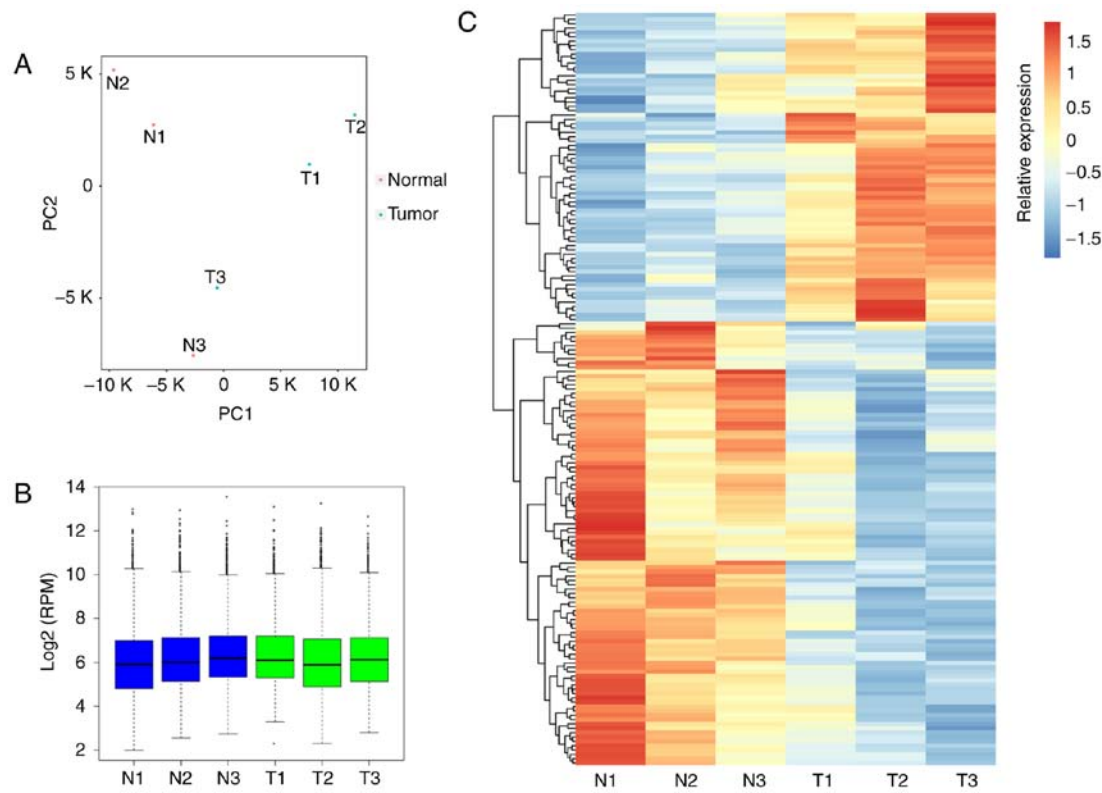 A
5 K
0
−5 K
PC2
N2
N1
T2
T1
T3
N3
−10 K −5 K 0 5 K 10 K
PC1
Normal
Tumor
B
14
12
10
8
6
4
2
Log2 (RPM)
N1 N2 N3 T1 T2 T3
C
N1 N2 N3 T1 T2 T3
1.5
1
0.5
0
−0.5
−1
−1.5
Relative expression